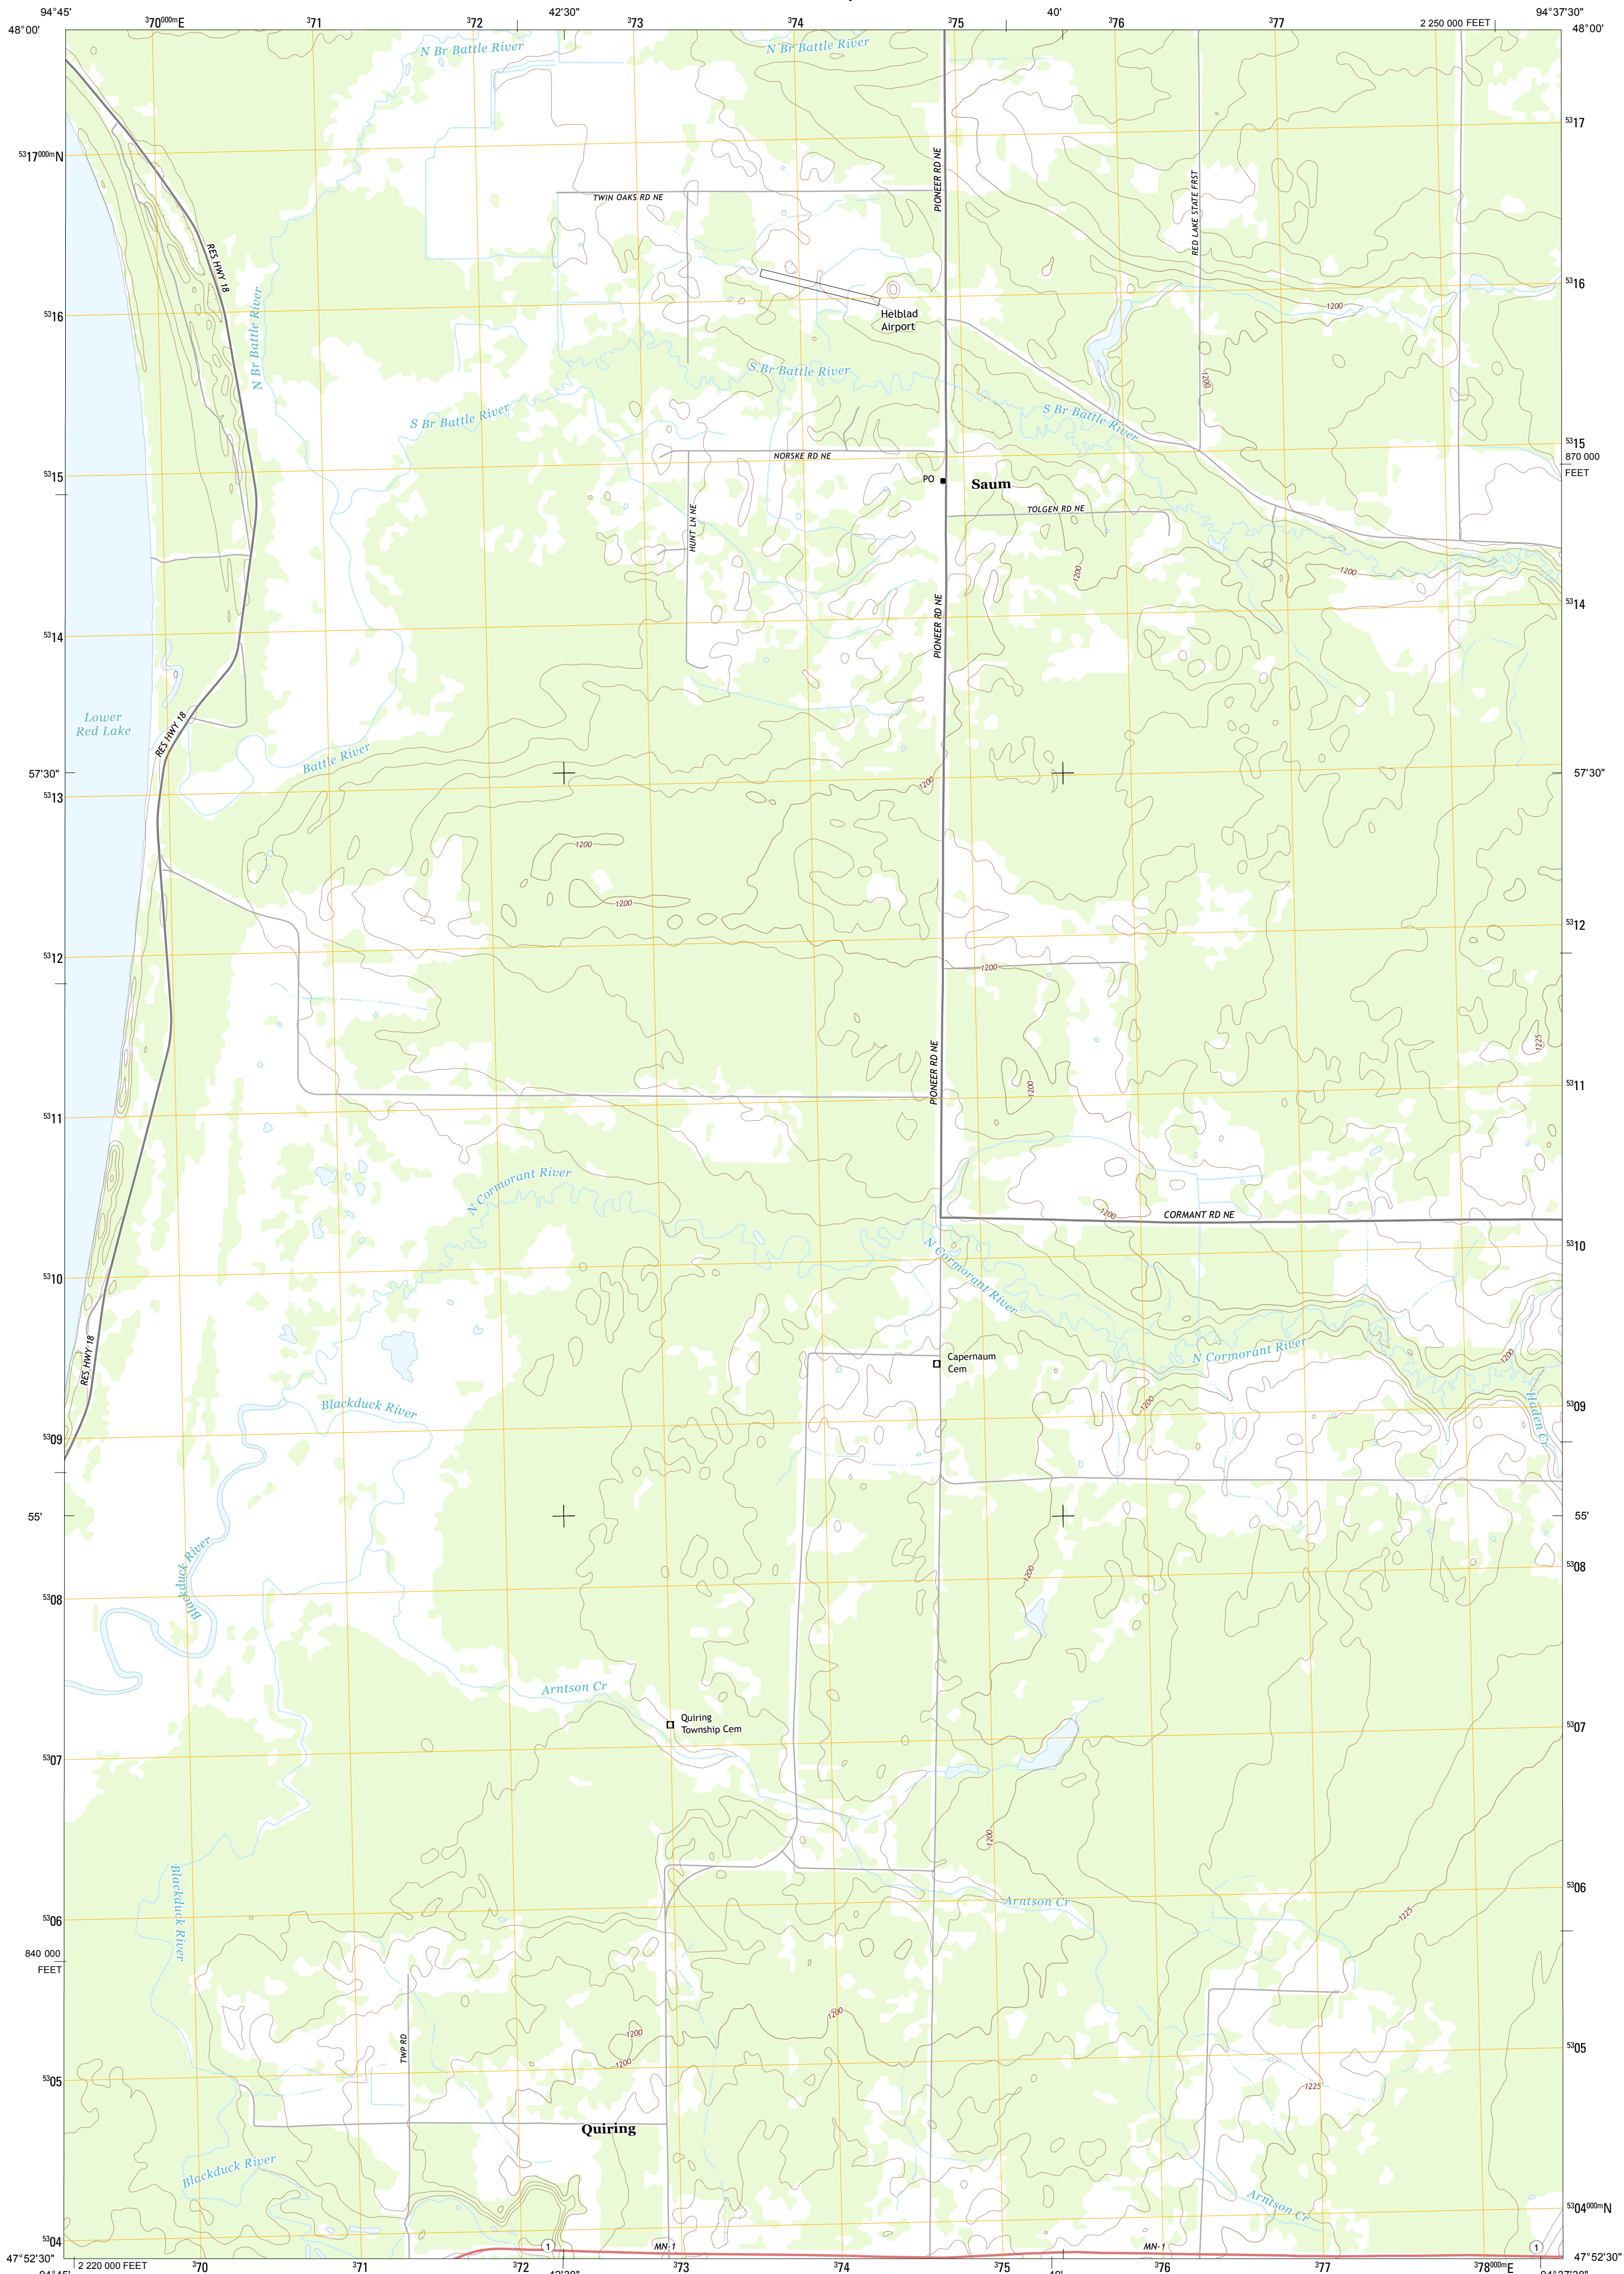 94°45'
³70⁰⁰⁰ᵐE
³71
³72
42'30"
³73
³74
³75
40'
³76
³77
2 250 000 FEET
94°37'30"
48°00'
48°00'
N Br Battle River
N Br Battle River
⁵³17
⁵³17⁰⁰⁰ᵐN
PIONEER RD NE
TWIN OAKS RD NE
RED LAKE STATE FRST
RES HWY 18
⁵³16
1200
⁵³16
Helblad
Airport
N Br Battle River
S Br Battle River
1200
S Br Battle River
S Br Battle River
⁵³15
NORSKE RD NE
870 000
FEET
⁵³15
PO
Saum
TOLGEN RD NE
HUNT LN NE
1200
1200
⁵³14
PIONEER RD NE
⁵³14
Lower
Red Lake
RES HWY 18
Battle River
57'30"
57'30"
⁵³13
⁵³13
1200
1200
1200
⁵³12
⁵³12
1200
1225
PIONEER RD NE
1200
⁵³11
⁵³11
N Cormorant River
1200
CORMANT RD NE
⁵³10
N Cormorant River
⁵³10
RES HWY 18
N Cormorant River
1200
Capernaum
Cem
1200
Haden Cr
Blackduck River
⁵³09
⁵³09
55'
55'
Blackduck River
1200
⁵³08
⁵³08
Arntson Cr
Quiring
Township Cem
⁵³07
⁵³07
1200
Blackduck River
Arntson Cr
⁵³06
1225
⁵³06
840 000
FEET
1200
TWP RD
1200
1200
⁵³05
⁵³05
1225
Quiring
Blackduck River
Arntson Cr
⁵³04⁰⁰⁰ᵐN
⁵³04
1
MN-1
MN-1
1
47°52'30"
47°52'30"
2 220 000 FEET
³70
³71
³72
³73
³74
³75
³76
³77
³78⁰⁰⁰ᵐE